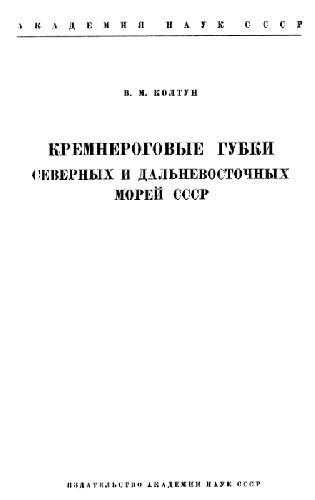 АКАДЕМИЯ НАУК СССР
В. М. КОЛТУН
КРЕМНЕРОГОВЫЕ ГУБКИ
СЕВЕРНЫХ И ДАЛЬНЕВОСТОЧНЫХ
МОРЕЙ СССР
ИЗДАТЕЛЬСТВО АКАДЕМИИ НАУК СССР